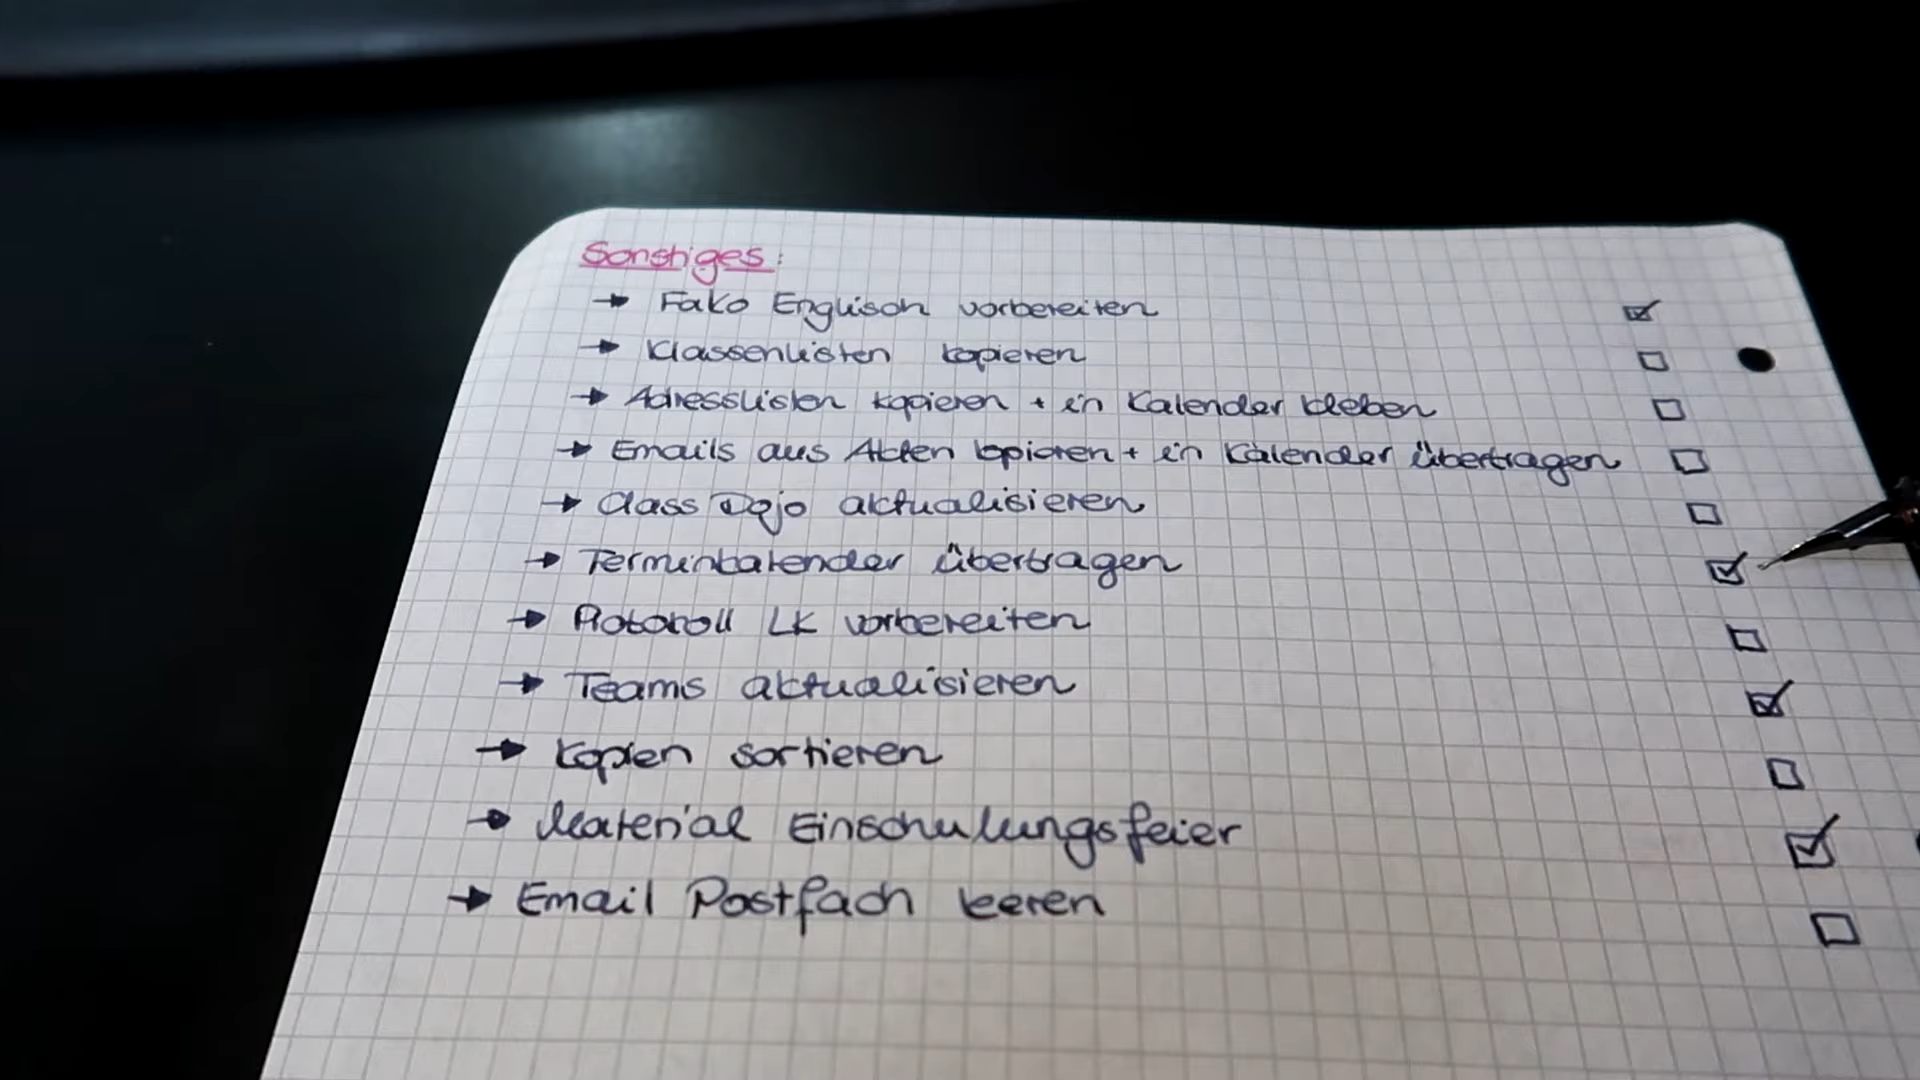 Sonstiges:
→ Fako Englisch vorbereiten
→ Klassenlisten kopieren
→ Adresslisten kopieren + in Kalender kleben
→ Emails aus Akten kopieren + in Kalender übertragen
→ Class Dojo aktualisieren
→ Terminkalender übertragen
→ Protokoll LK vorbereiten
→ Teams aktualisieren
→ Kopien sortieren
→ Material Einschulungsfeier
→ Email Postfach leeren